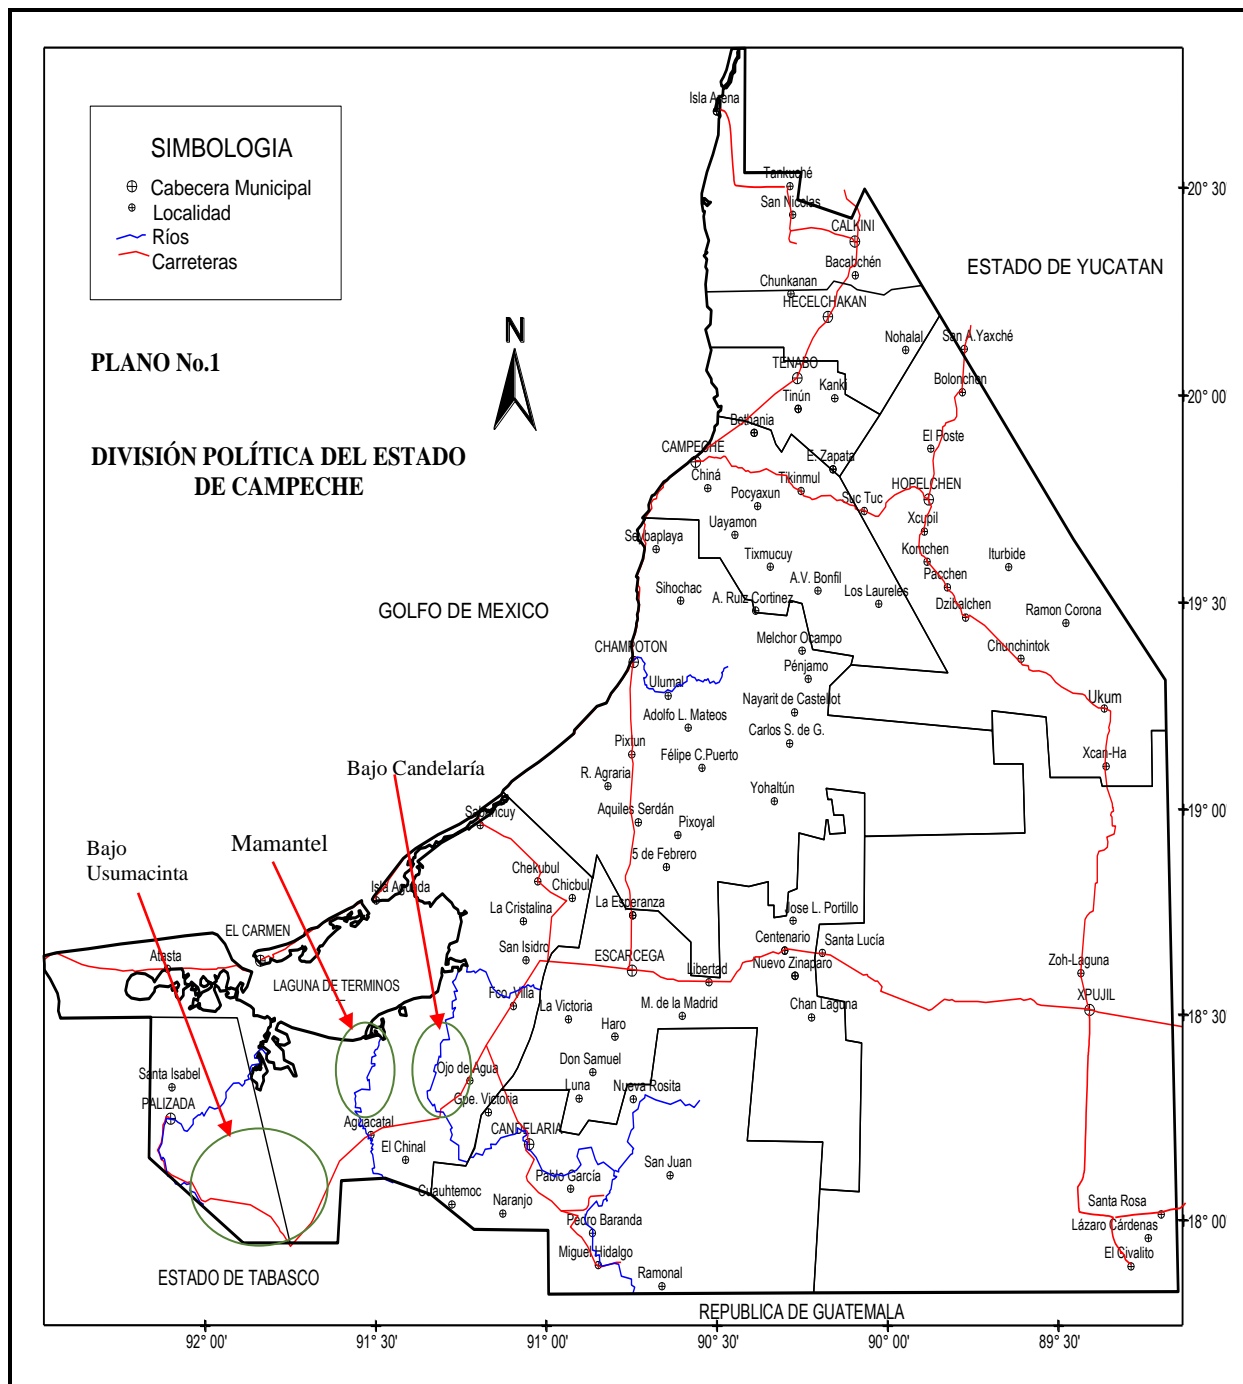 Isla Arena
SIMBOLOGIA
Cabecera Municipal
Localidad
Ríos
Carreteras
Tankuché
20° 30
San Nicolas
CALKINI
ESTADO DE YUCATAN
Bacabchén
Chunkanan
HECELCHAKAN
N
PLANO No.1
Nohalal
San A.Yaxché
TENABO
Kankí
Bolonchen
20° 00
Tinún
Bethania
El Poste
DIVISIÓN POLÍTICA DEL ESTADO
DE CAMPECHE
CAMPECHE
E. Zapata
Chiná
Tikinmul
HOPELCHEN
Pocyaxun
Suc Tuc
Uayamon
Xcupil
Seybaplaya
Tixmucuy
Komchen
Iturbide
Pacchen
A.V. Bonfil
Sihochac
A. Ruiz Cortinez
Los Laureles
Dzibalchen
Ramon Corona
19° 30
GOLFO DE MEXICO
Melchor Ocampo
Chunchintok
CHAMPOTON
Pénjamo
Ulumal
Nayarit de Castellot
Ukum
Adolfo L. Mateos
Carlos S. de G.
Pixtun
Félipe C.Puerto
Xcan-Ha
Bajo Candelaría
R. Agraria
Yohaltún
Sabancuy
Aquiles Serdán
19° 00
Pixoyal
Mamantel
Bajo
Usumacinta
5 de Febrero
Chekubul
Isla Aguada
Chicbul
La Cristalina
La Esperanza
Jose L. Portillo
EL CARMEN
San Isidro
Centenario
Santa Lucía
Atasta
ESCARCEGA
Nuevo Zinaparo
Zoh-Laguna
Libertad
LAGUNA DE TERMINOS
Fco. Villa
XPUJIL
La Victoria
M. de la Madrid
Chan Laguna
18° 30
Haro
Ojo de Agua
Don Samuel
Santa Isabel
Luna
Nueva Rosita
PALIZADA
Gpe. Victoria
Aguacatal
CANDELARIA
El Chinal
San Juan
Pablo García
Cuauhtemoc
Naranjo
Santa Rosa
Pedro Baranda
Lázaro Cárdenas
18° 00
Miguel Hidalgo
El Civalito
ESTADO DE TABASCO
Ramonal
REPUBLICA DE GUATEMALA
92° 00'
91° 30'
91° 00'
90° 30'
90° 00'
89° 30'